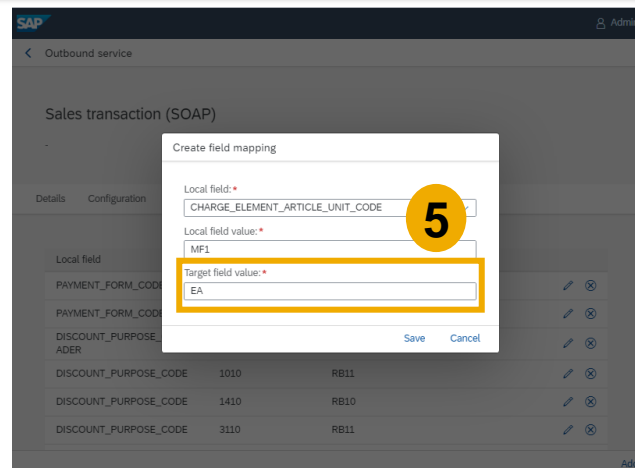 SAP
Admi
Outbound service
Sales transaction (SOAP)
-
Details Configuration
Create field mapping
Local field:*
CHARGE_ELEMENT_ARTICLE_UNIT_CODE
5
Local field value:*
MF1
Target field value:*
EA
Save Cancel
Local field
PAYMENT_FORM_CODE
PAYMENT_FORM_CODE
DISCOUNT_PURPOSE_
ADER
DISCOUNT_PURPOSE_CODE 1010 RB11
DISCOUNT_PURPOSE_CODE 1410 RB10
DISCOUNT_PURPOSE_CODE 3110 RB11
Ad